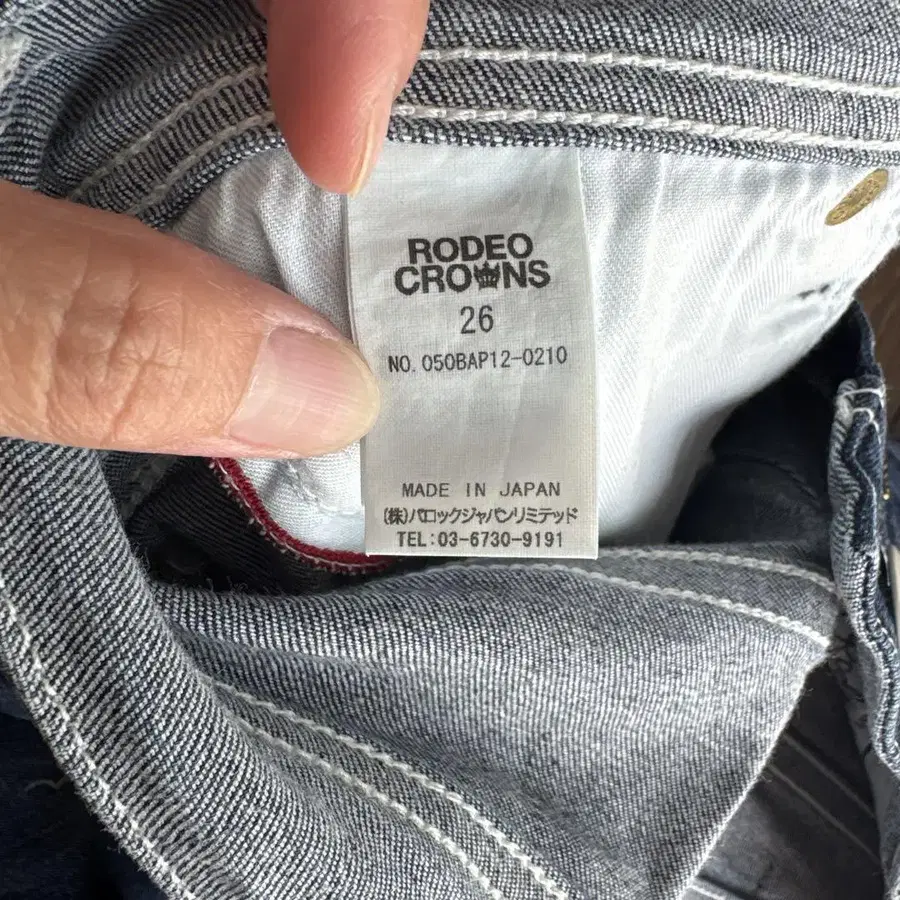 RODEO
CROWNS
26
NO. 050BAP12-0210
MADE IN JAPAN
(株)バロックジャパンリミテッド
TEL:03-6730-9191